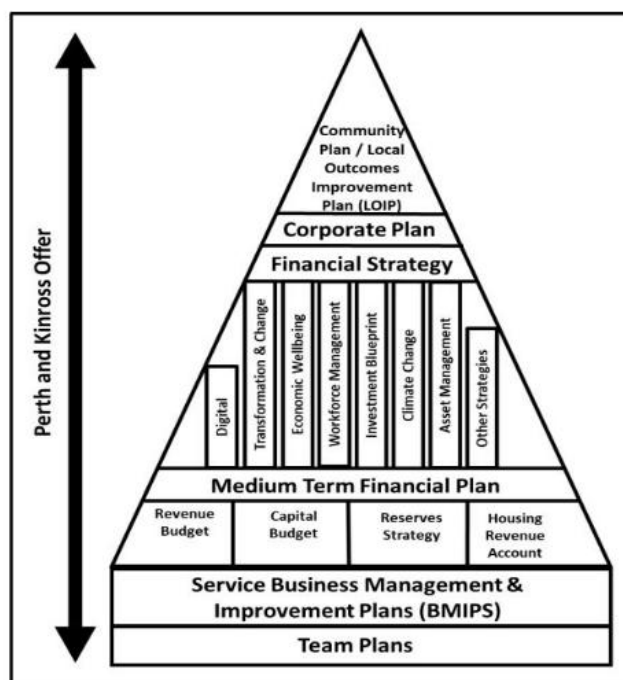 Perth and Kinross Offer
Community
Plan / Local
Outcomes
Improvement
Plan (LOIP)
Corporate Plan
Financial Strategy
Digital
Transformation & Change
Economic Wellbeing
Workforce Management
Investment Blueprint
Climate Change
Asset Management
Other Strategies
Medium Term Financial Plan
Revenue
Budget
Capital
Budget
Reserves
Strategy
Housing
Revenue
Account
Service Business Management &
Improvement Plans (BMIPS)
Team Plans